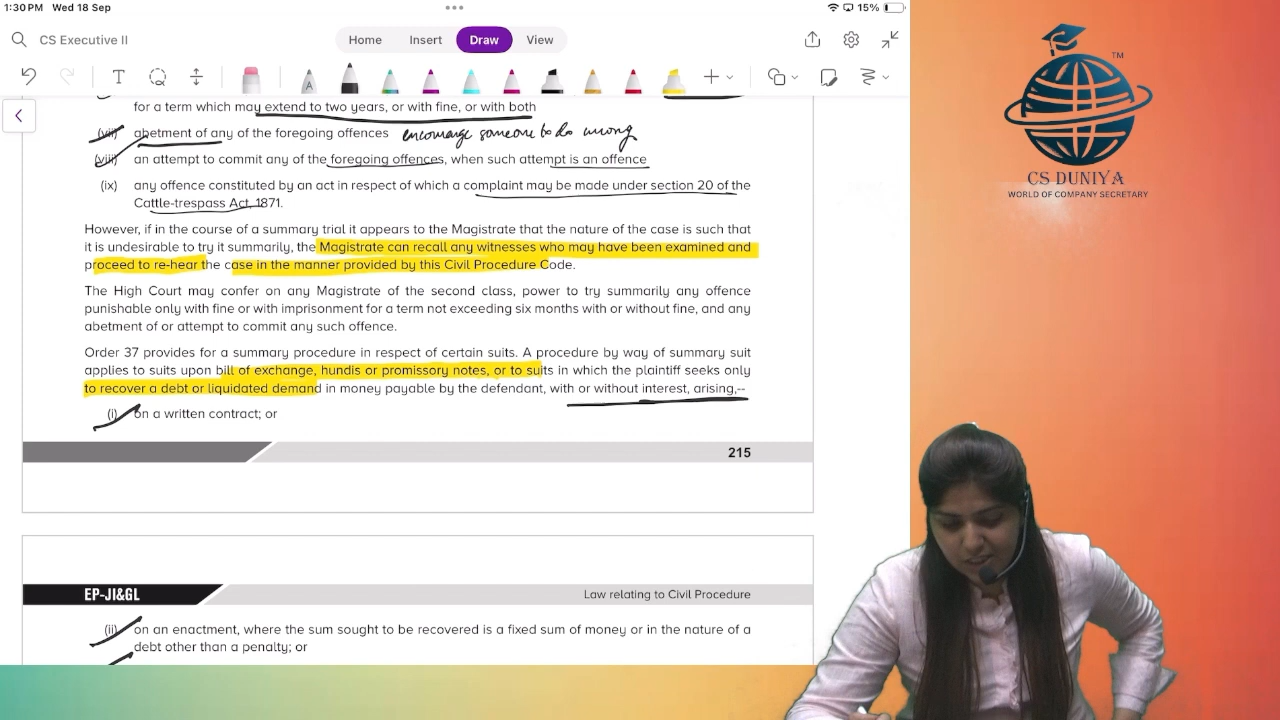 1:30 PM Wed 18 Sep
15%
CS Executive II
Home Insert Draw View
for a term which may extend to two years, or with fine, or with both
(vii) abetment of any of the foregoing offences encourage someone to do wrong
(viii) an attempt to commit any of the foregoing offences, when such attempt is an offence
(ix) any offence constituted by an act in respect of which a complaint may be made under section 20 of the
Cattle-trespass Act, 1871.
However, if in the course of a summary trial it appears to the Magistrate that the nature of the case is such that
it is undesirable to try it summarily, the Magistrate can recall any witnesses who may have been examined and
proceed to re-hear the case in the manner provided by this Civil Procedure Code.
The High Court may confer on any Magistrate of the second class, power to try summarily any offence
punishable only with fine or with imprisonment for a term not exceeding six months with or without fine, and any
abetment of or attempt to commit any such offence.
Order 37 provides for a summary procedure in respect of certain suits. A procedure by way of summary suit
applies to suits upon bill of exchange, hundis or promissory notes, or to suits in which the plaintiff seeks only
to recover a debt or liquidated demand in money payable by the defendant, with or without interest, arising,--
(i) on a written contract; or
215
EP-JI&GL
Law relating to Civil Procedure
(ii) on an enactment, where the sum sought to be recovered is a fixed sum of money or in the nature of a
debt other than a penalty; or
TM
CS DUNIYA
WORLD OF COMPANY SECRETARY